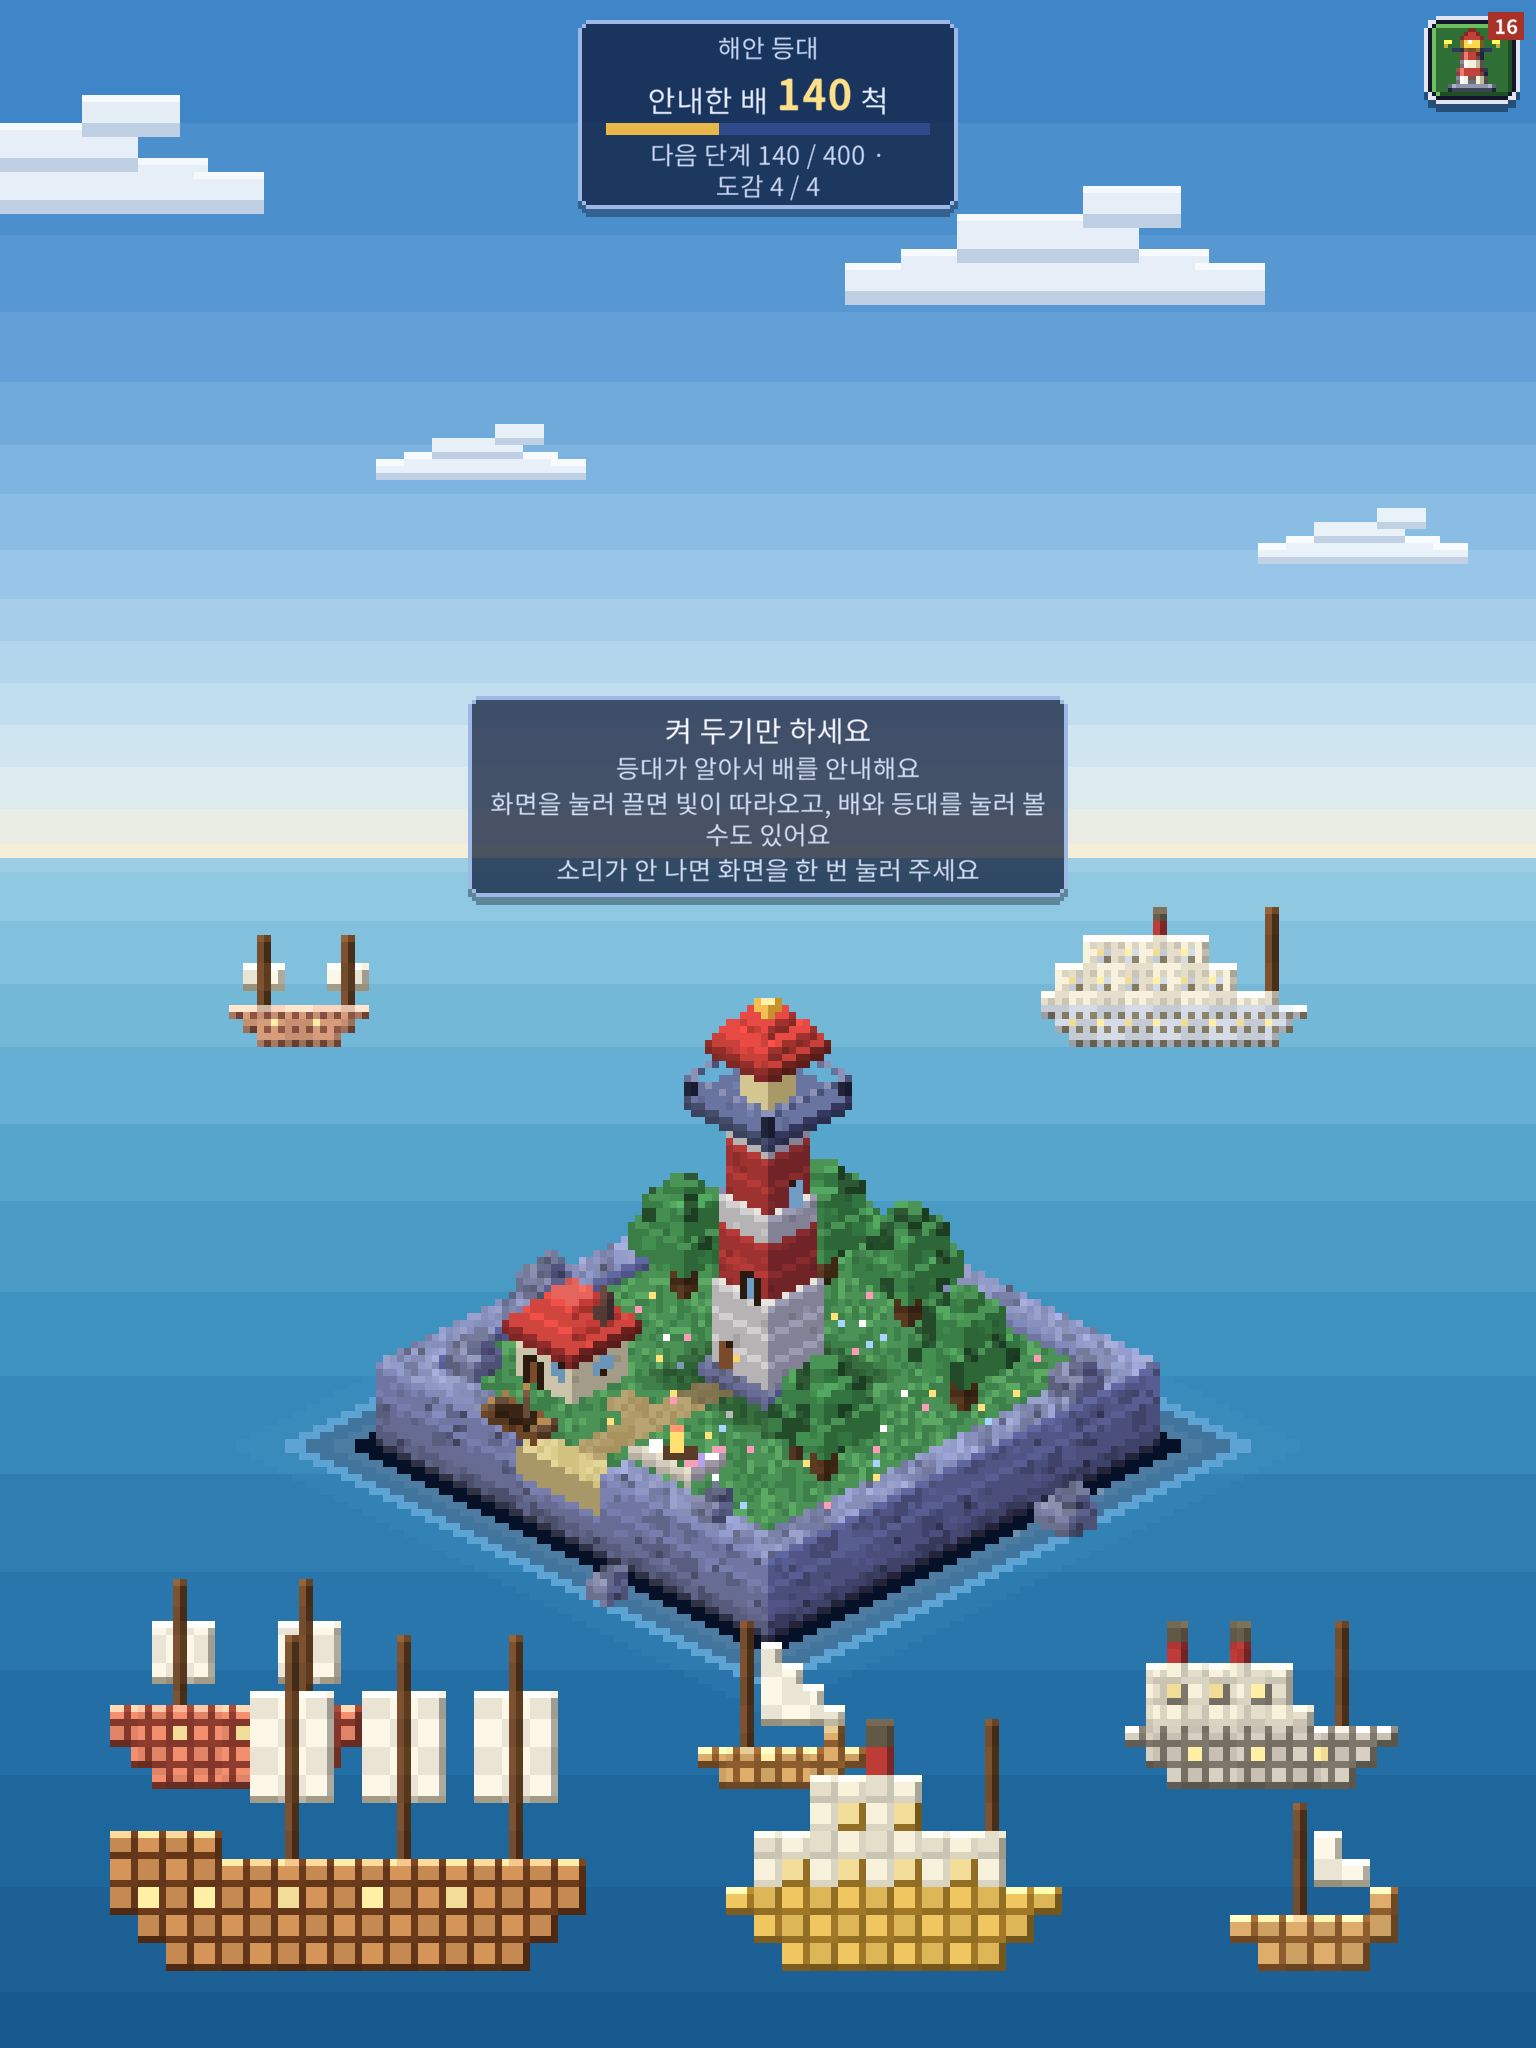 해안 등대
16
안내한 배 140 척
다음 단계 140 / 400 ·
도감 4 / 4
켜 두기만 하세요
등대가 알아서 배를 안내해요
화면을 눌러 끌면 빛이 따라오고, 배와 등대를 눌러 볼
수도 있어요
소리가 안 나면 화면을 한 번 눌러 주세요